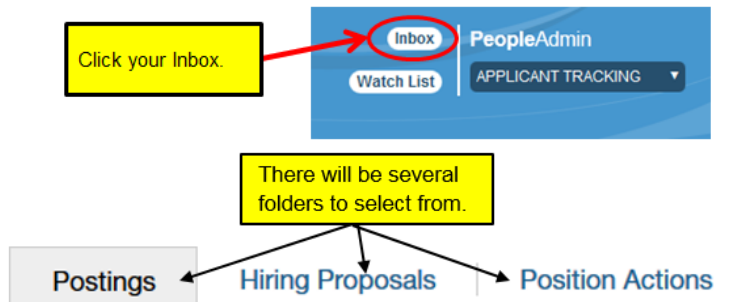 Click your Inbox.
Inbox
PeopleAdmin
Watch List
APPLICANT TRACKING
There will be several
folders to select from.
Postings
Hiring Proposals
Position Actions